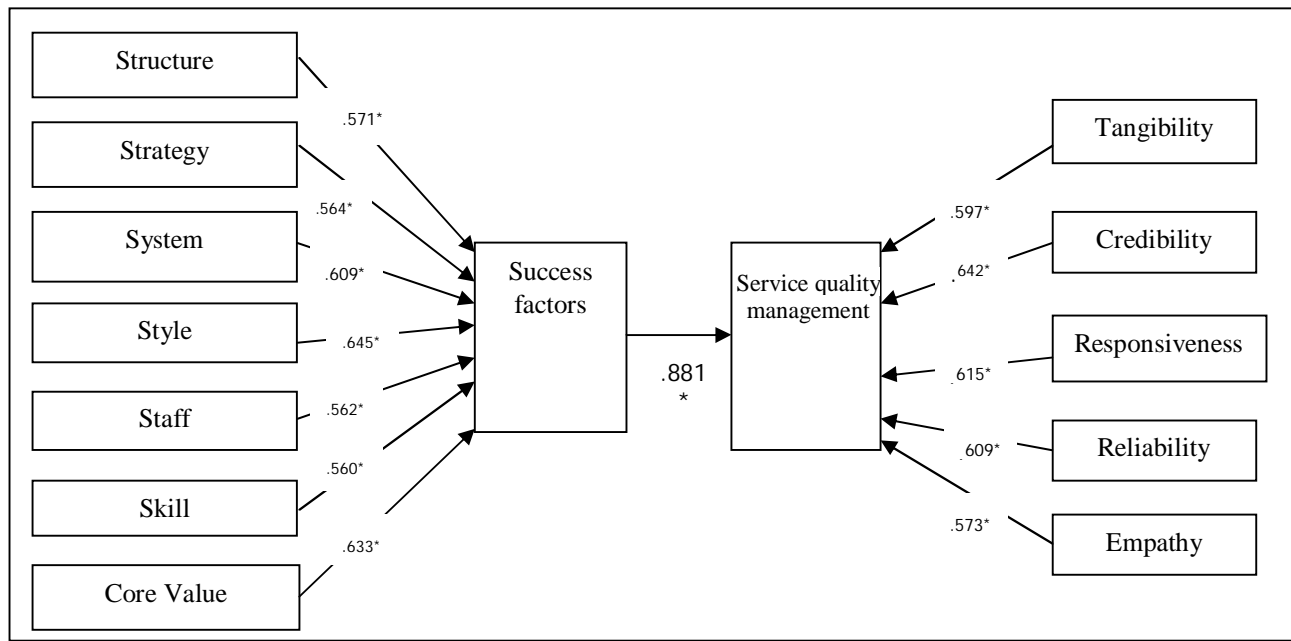 Structure
.571*
Strategy
.564*
System
.609*
Style
.645*
Staff
.562*
Skill
.560*
Core Value
.633*
Success
factors
.881
*
Service quality
management
Tangibility
.597*
Credibility
.642*
Responsiveness
.615*
Reliability
.609*
Empathy
.573*